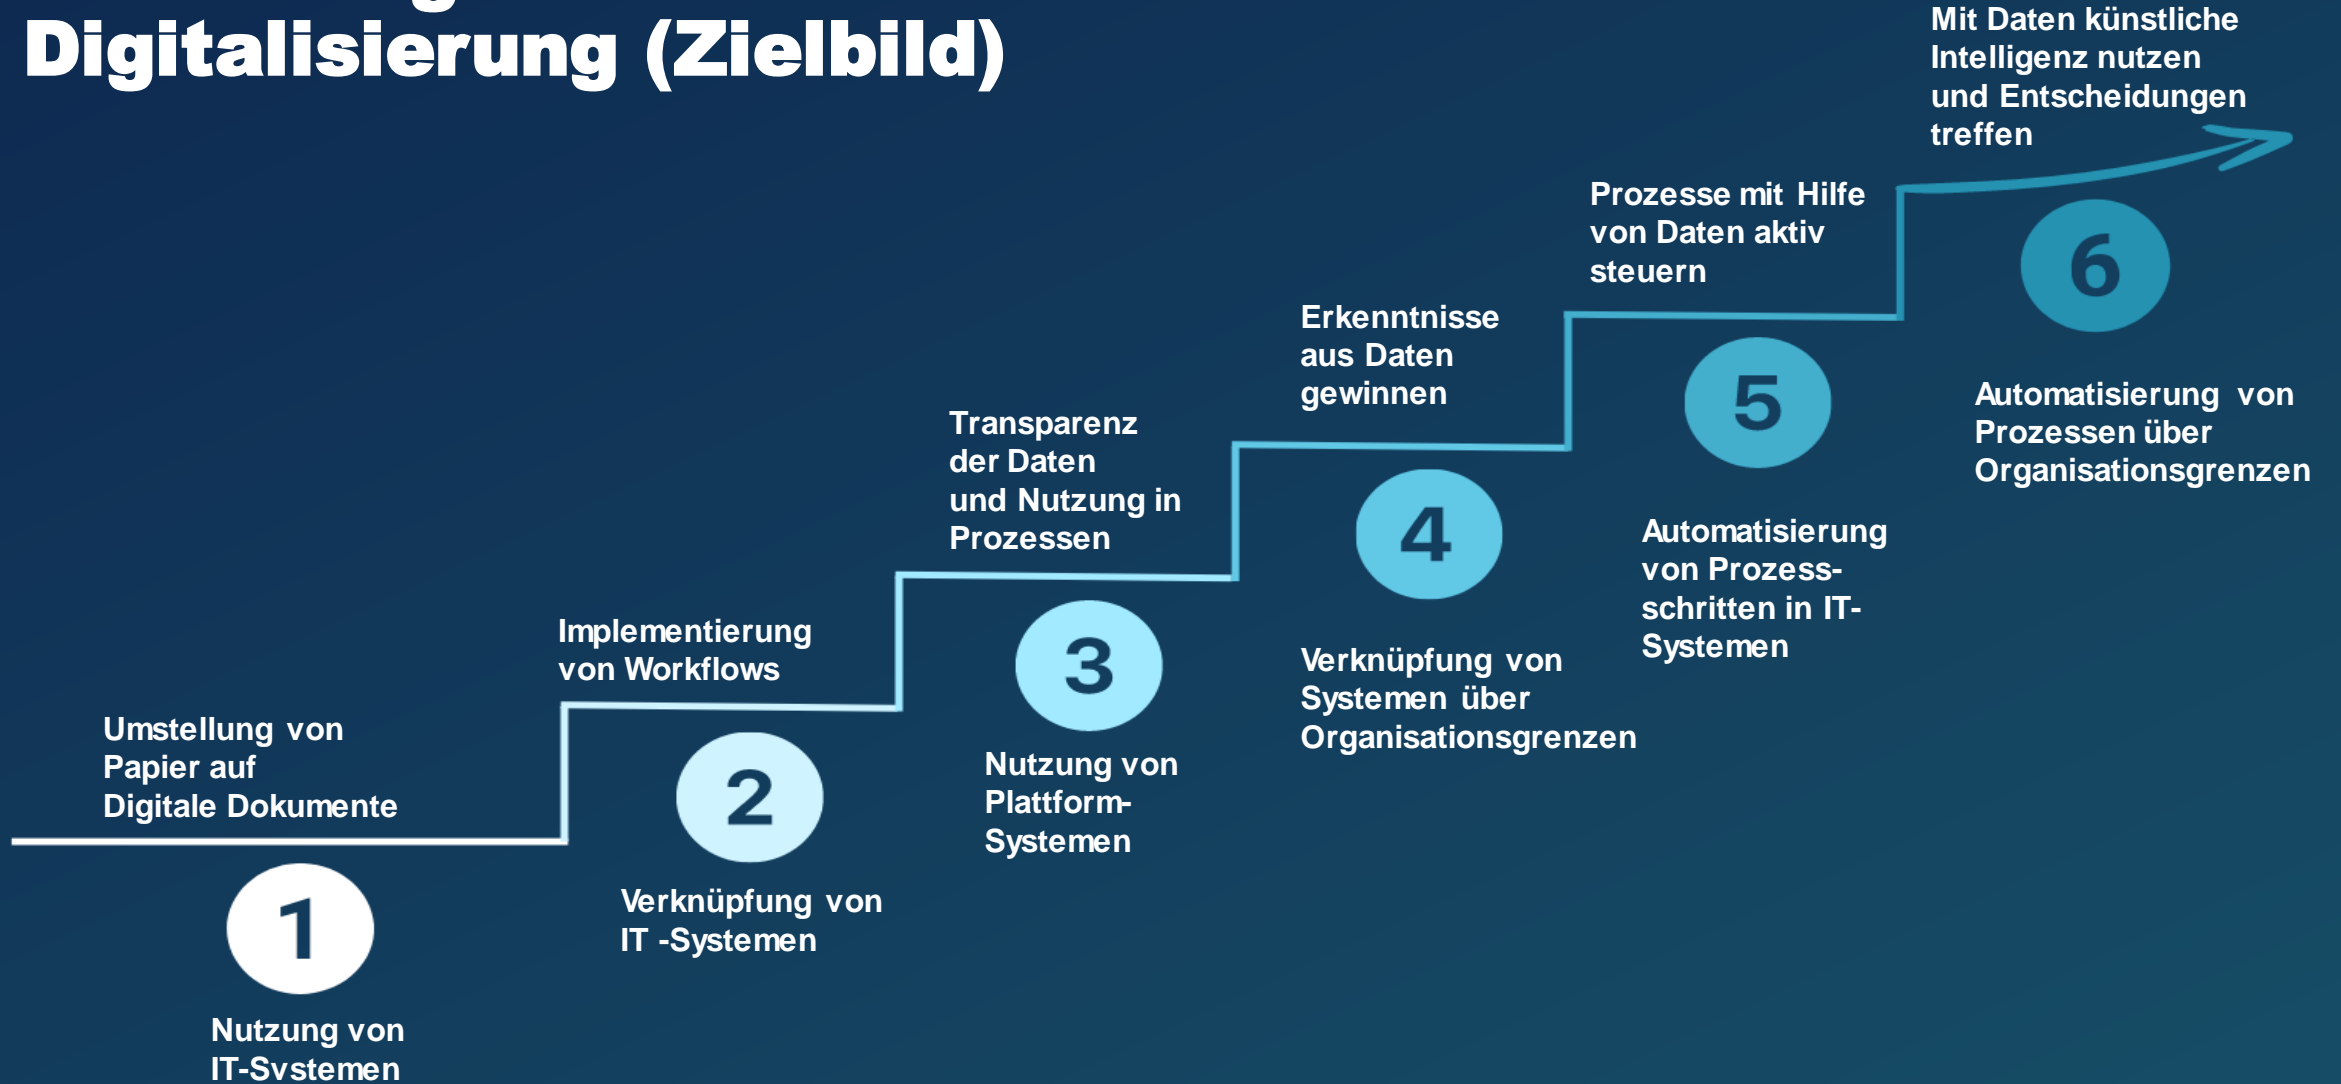 Digitalisierung (Zielbild)
Mit Daten künstliche
Intelligenz nutzen
und Entscheidungen
treffen
6
Automatisierung von
Prozessen über
Organisationsgrenzen
Prozesse mit Hilfe
von Daten aktiv
steuern
5
Automatisierung
von Prozess-
schritten in IT-
Systemen
Erkenntnisse
aus Daten
gewinnen
4
Verknüpfung von
Systemen über
Organisationsgrenzen
Transparenz
der Daten
und Nutzung in
Prozessen
3
Nutzung von
Plattform-
Systemen
Implementierung
von Workflows
2
Verknüpfung von
IT -Systemen
Umstellung von
Papier auf
Digitale Dokumente
1
Nutzung von
IT-Systemen